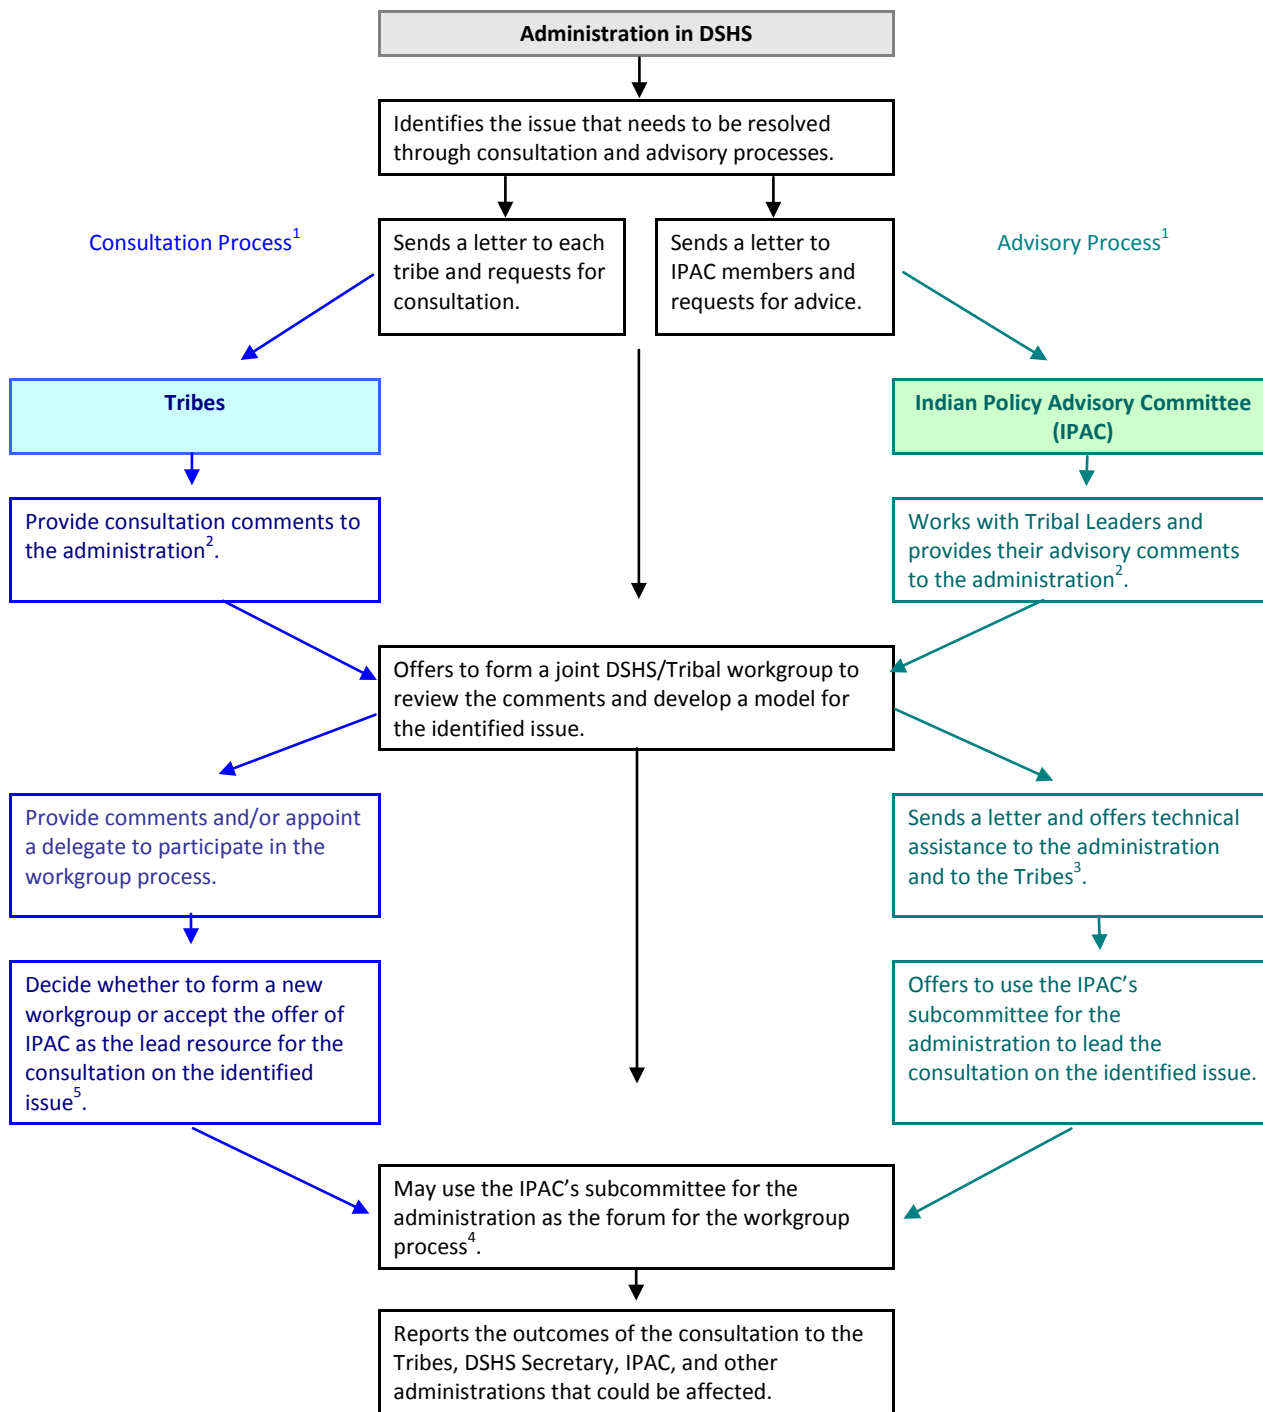 Administration in DSHS
Identifies the issue that needs to be resolved
through consultation and advisory processes.
Consultation Process1
Sends a letter to each
tribe and requests for
consultation.
Sends a letter to
IPAC members and
requests for advice.
Advisory Process1
Tribes
Indian Policy Advisory Committee
(IPAC)
Provide consultation comments to
the administration2.
Works with Tribal Leaders and
provides their advisory comments
to the administration2.
Offers to form a joint DSHS/Tribal workgroup to
review the comments and develop a model for
the identified issue.
Provide comments and/or appoint
a delegate to participate in the
workgroup process.
Sends a letter and offers technical
assistance to the administration
and to the Tribes3.
Decide whether to form a new
workgroup or accept the offer of
IPAC as the lead resource for the
consultation on the identified
issue5.
Offers to use the IPAC’s
subcommittee for the
administration to lead the
consultation on the identified issue.
May use the IPAC’s subcommittee for the
administration as the forum for the workgroup
process4.
Reports the outcomes of the consultation to the
Tribes, DSHS Secretary, IPAC, and other
administrations that could be affected.